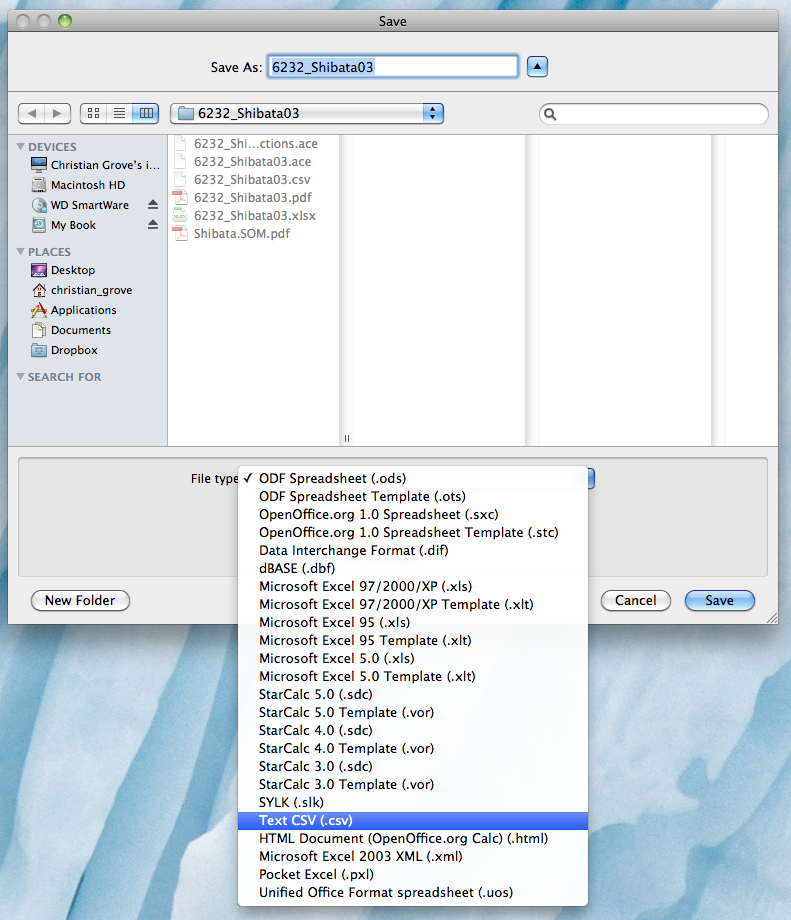 Save
Save As: 6232_Shibata03
6232_Shibata03
DEVICES
Christian Grove's i...
Macintosh HD
WD SmartWare
My Book
PLACES
Desktop
christian_grove
Applications
Documents
Dropbox
SEARCH FOR
6232_Shi...ctions.ace
6232_Shibata03.ace
6232_Shibata03.csv
6232_Shibata03.pdf
6232_Shibata03.xlsx
Shibata.SOM.pdf
File type
✓ ODF Spreadsheet (.ods)
ODF Spreadsheet Template (.ots)
OpenOffice.org 1.0 Spreadsheet (.sxc)
OpenOffice.org 1.0 Spreadsheet Template (.stc)
Data Interchange Format (.dif)
dBASE (.dbf)
Microsoft Excel 97/2000/XP (.xls)
Microsoft Excel 97/2000/XP Template (.xlt)
Microsoft Excel 95 (.xls)
Microsoft Excel 95 Template (.xlt)
Microsoft Excel 5.0 (.xls)
Microsoft Excel 5.0 Template (.xlt)
StarCalc 5.0 (.sdc)
StarCalc 5.0 Template (.vor)
StarCalc 4.0 (.sdc)
StarCalc 4.0 Template (.vor)
StarCalc 3.0 (.sdc)
StarCalc 3.0 Template (.vor)
SYLK (.slk)
Text CSV (.csv)
HTML Document (OpenOffice.org Calc) (.html)
Microsoft Excel 2003 XML (.xml)
Pocket Excel (.pxl)
Unified Office Format spreadsheet (.uos)
New Folder
Cancel
Save